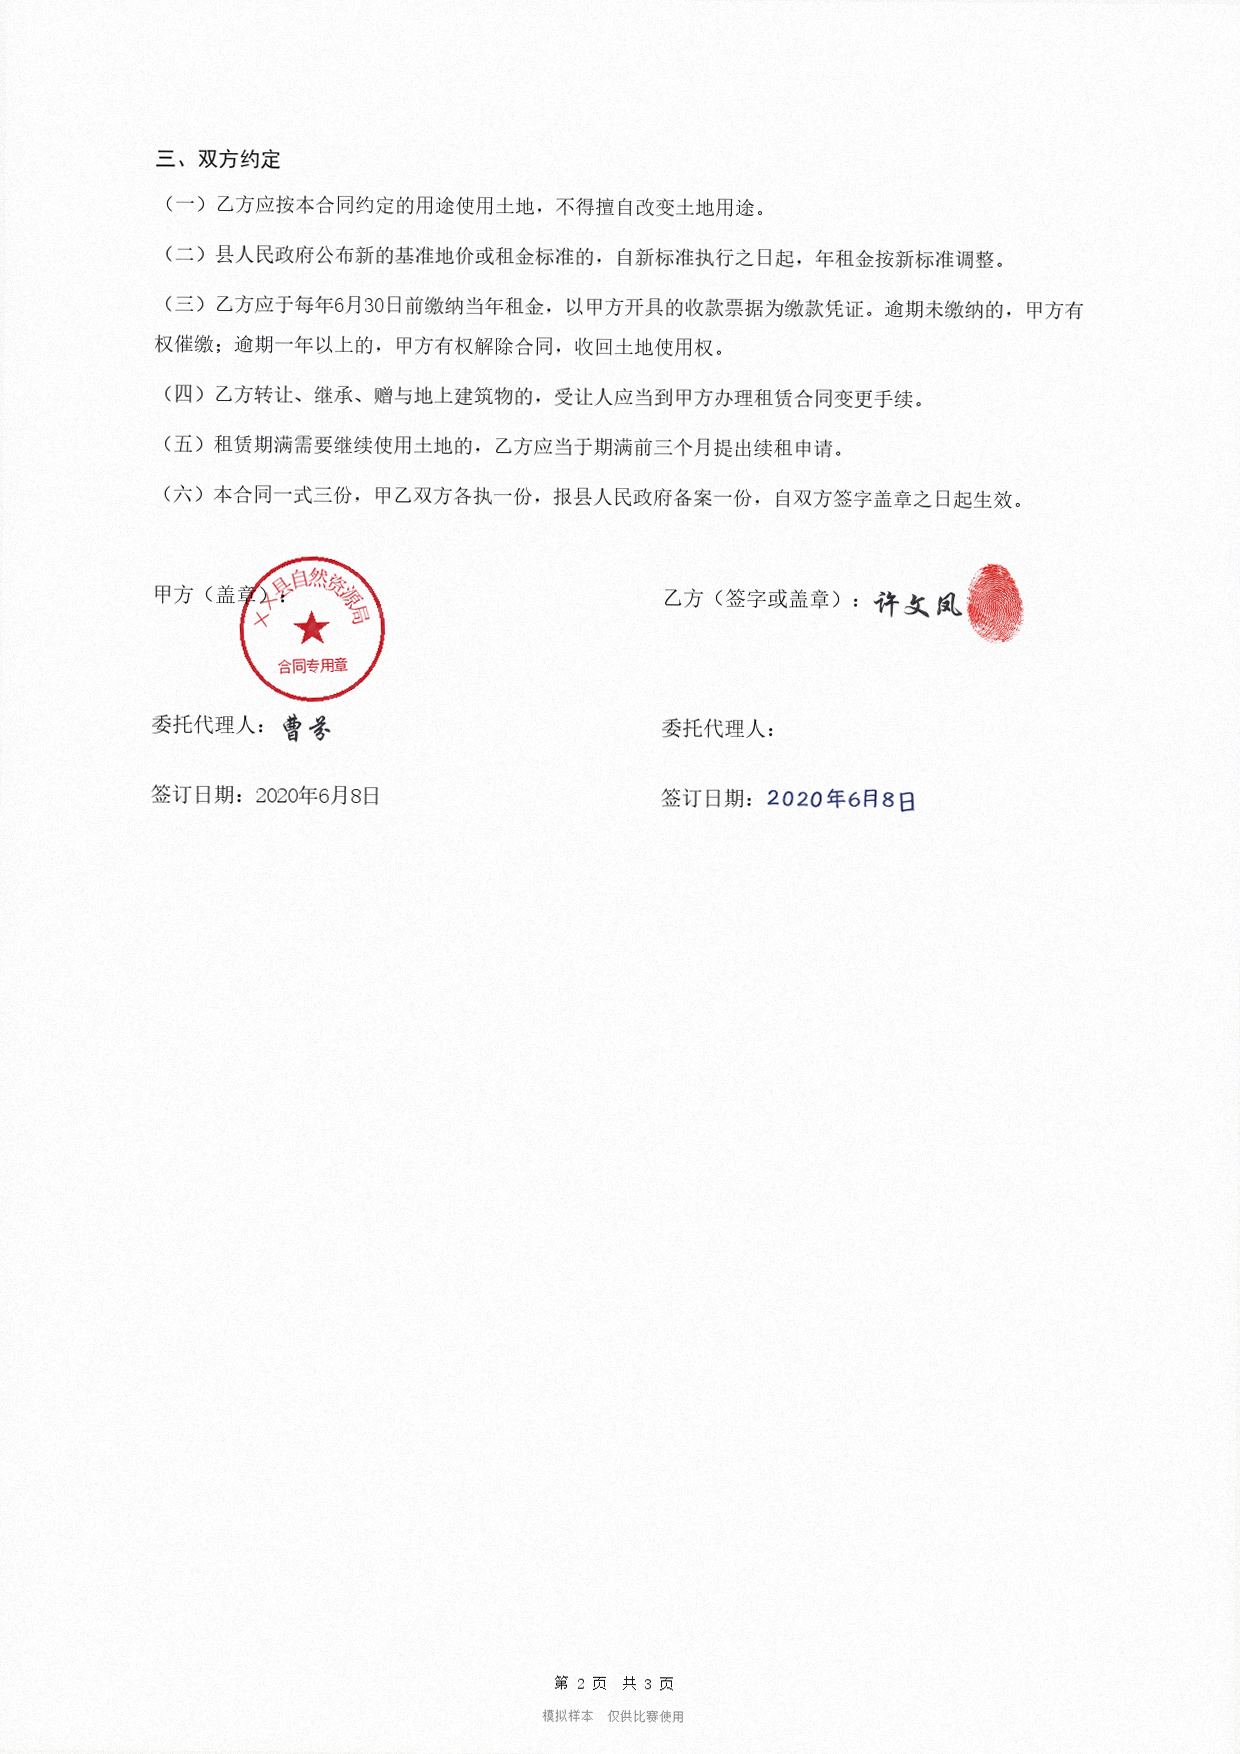 三、双方约定
（一）乙方应按本合同约定的用途使用土地，不得擅自改变土地用途。
（二）县人民政府公布新的基准地价或租金标准的，自新标准执行之日起，年租金按新标准调整。
（三）乙方应于每年6月30日前缴纳当年租金，以甲方开具的收款票据为缴款凭证。逾期未缴纳的，甲方有
权催缴；逾期一年以上的，甲方有权解除合同，收回土地使用权。
（四）乙方转让、继承、赠与地上建筑物的，受让人应当到甲方办理租赁合同变更手续。
（五）租赁期满需要继续使用土地的，乙方应当于期满前三个月提出续租申请。
（六）本合同一式三份，甲乙双方各执一份，报县人民政府备案一份，自双方签字盖章之日起生效。
甲方（盖章）：
××县自然资源局
合同专用章
乙方（签字或盖章）：许文凤
委托代理人：曹芬
委托代理人：
签订日期：2020年6月8日
签订日期：2020年6月8日
第 2 页 共 3 页
模拟样本 仅供比赛使用